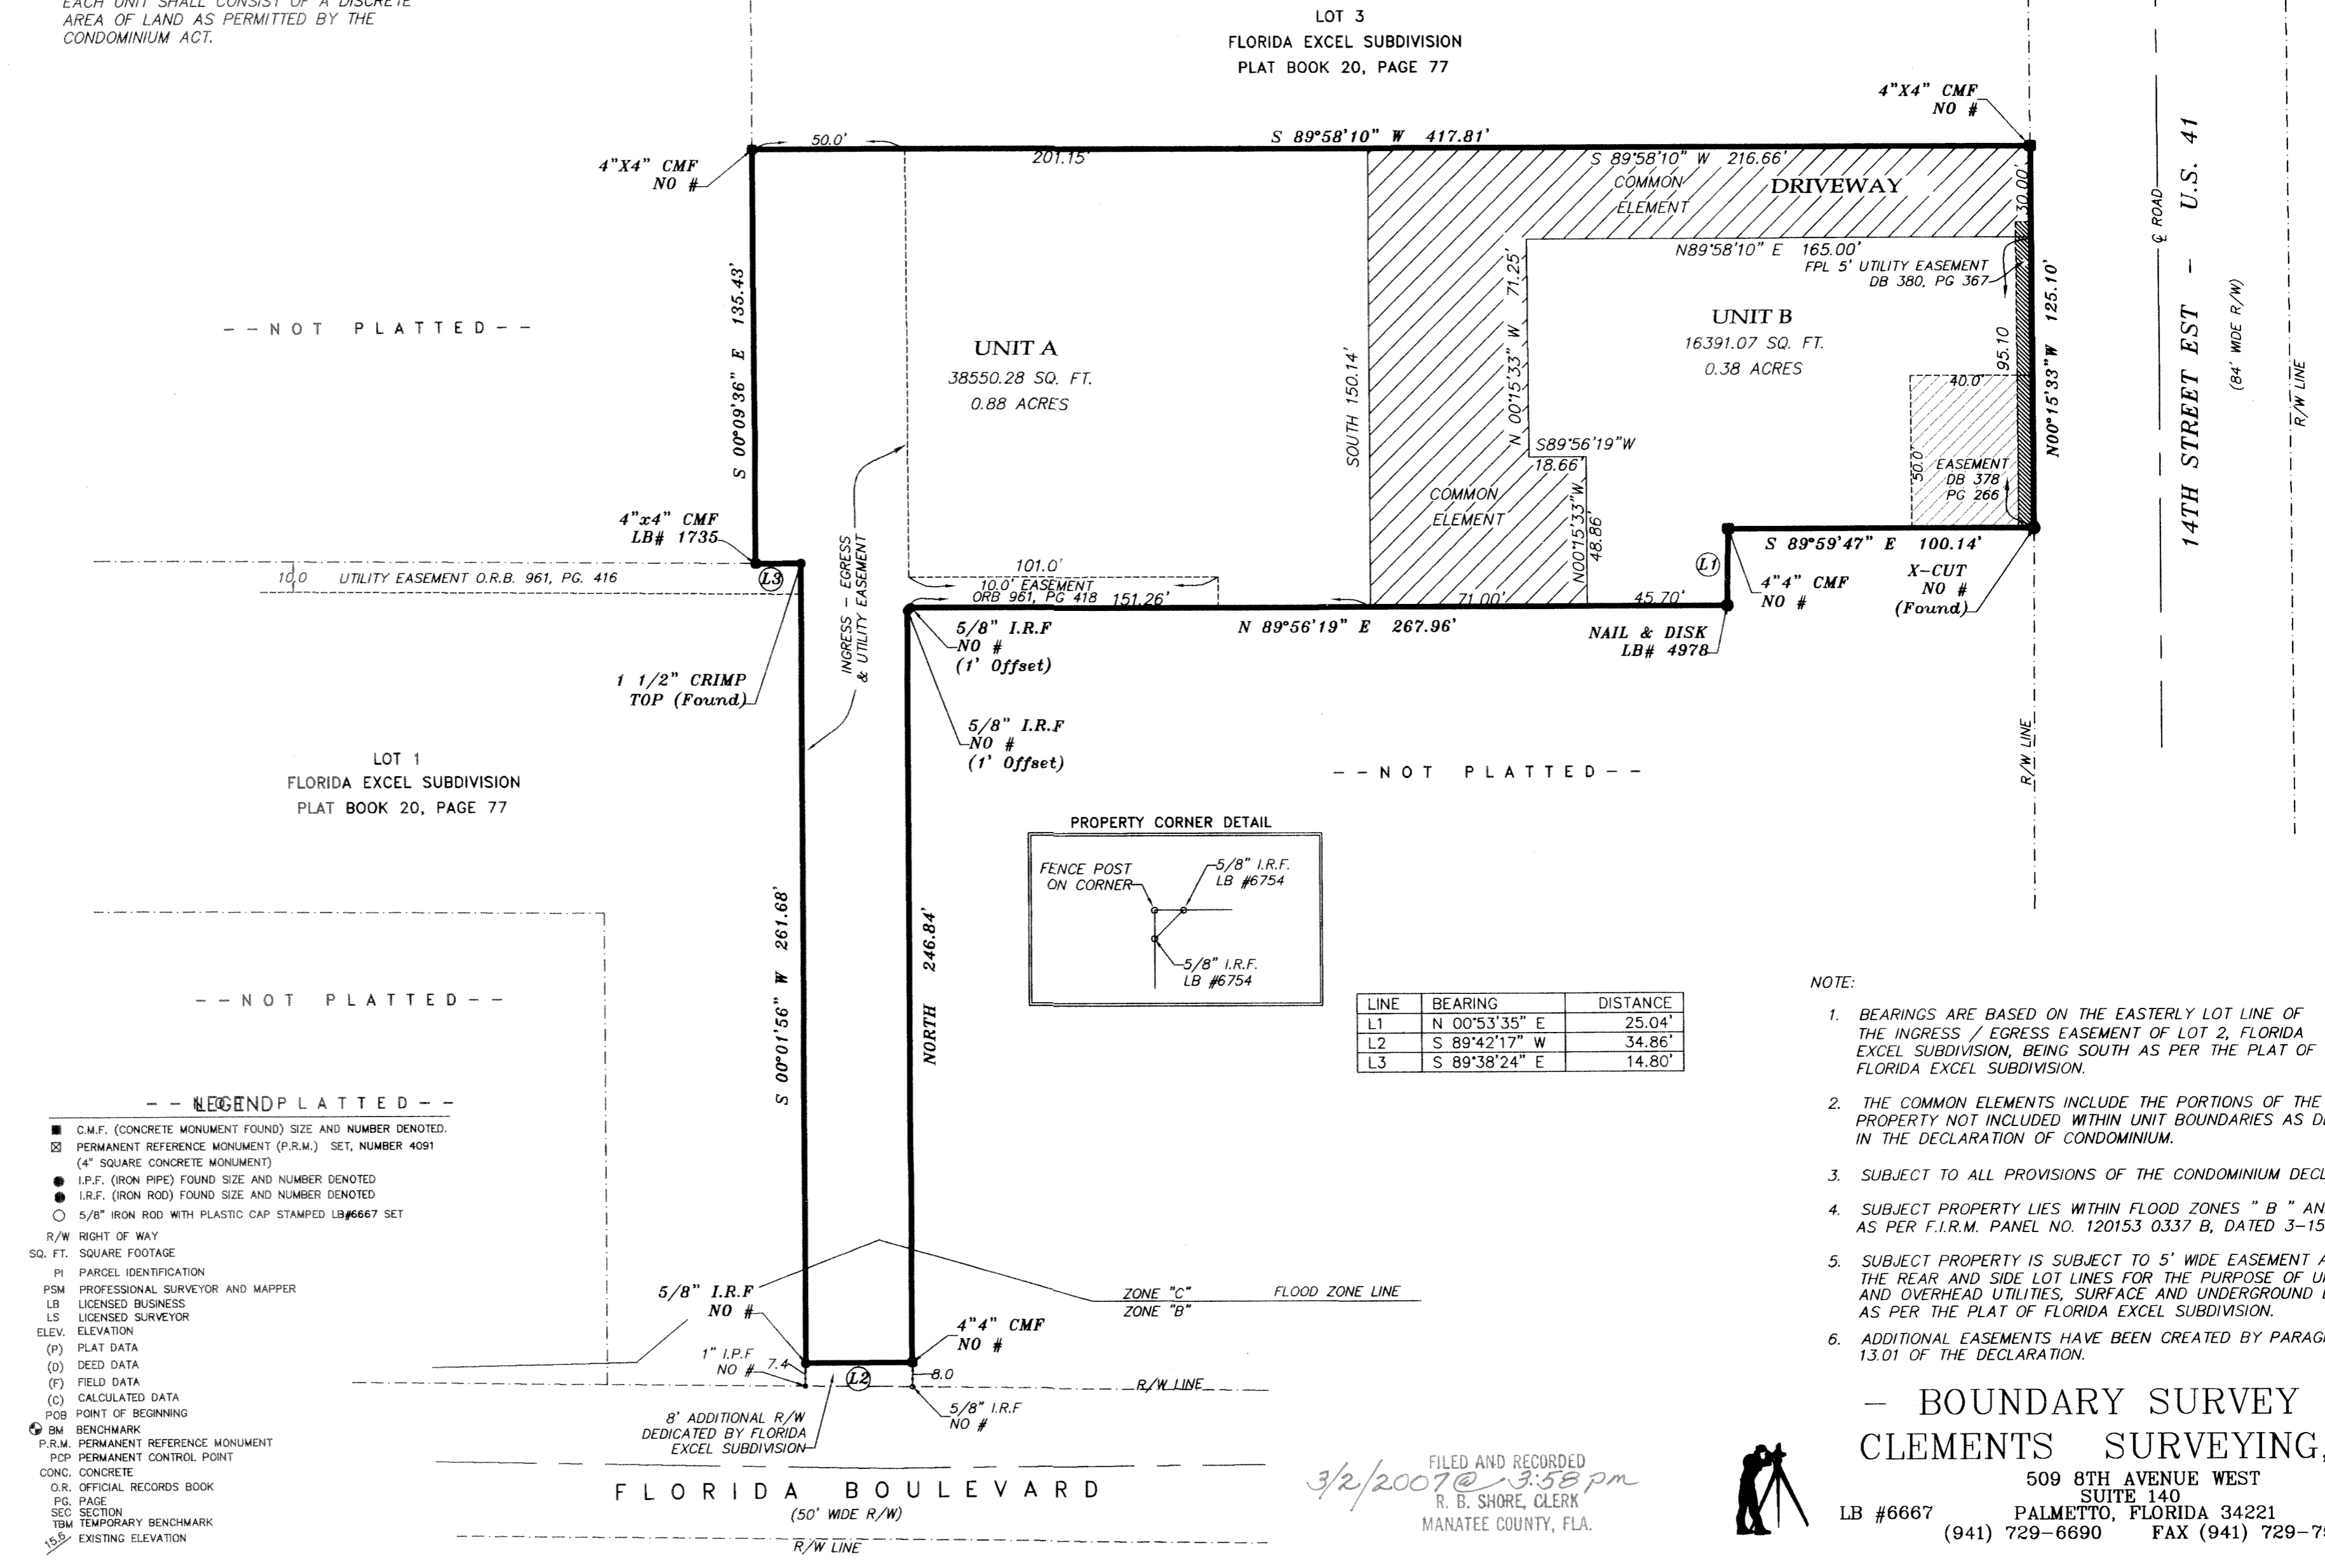 EACH UNIT SHALL CONSIST OF A DISCRETE
AREA OF LAND AS PERMITTED BY THE
CONDOMINIUM ACT.
LOT 3
FLORIDA EXCEL SUBDIVISION
PLAT BOOK 20, PAGE 77
4"X4" CMF
NO #
4"X4" CMF
NO #
50.0'
S 89°58'10" W 417.81'
201.15'
S 89°58'10" W 216.66'
COMMON
ELEMENT
DRIVEWAY
30.00'
N89°58'10" E 165.00'
FPL 5' UTILITY EASEMENT
DB 380, PG 367
S 00°09'36" E 135.43'
--NOT PLATTED--
UNIT A
38550.28 SQ. FT.
0.88 ACRES
SOUTH 150.14'
N 00°15'33" W 71.25'
UNIT B
16391.07 SQ. FT.
0.38 ACRES
95.10
40.0'
50.0'
EASEMENT
DB 378
PG 266
N00°15'33"W 125.10'
S89°56'19"W
18.66'
COMMON
ELEMENT
N00°15'33"W
48.86'
℄ ROAD
14TH STREET EST - U.S. 41
(84' WIDE R/W)
R/W LINE
4"x4" CMF
LB# 1735
10.0
UTILITY EASEMENT O.R.B. 961, PG. 416
L3
INGRESS - EGRESS
& UTILITY EASEMENT
101.0'
10.0' EASEMENT
ORB 961, PG 418
151.26'
71.00'
45.70'
L1
S 89°59'47" E 100.14'
4"4" CMF
NO #
X-CUT
NO #
(Found)
N 89°56'19" E 267.96'
NAIL & DISK
LB# 4978
5/8" I.R.F
NO #
(1' Offset)
1 1/2" CRIMP
TOP (Found)
5/8" I.R.F
NO #
(1' Offset)
R/W LINE
--NOT PLATTED--
LOT 1
FLORIDA EXCEL SUBDIVISION
PLAT BOOK 20, PAGE 77
PROPERTY CORNER DETAIL
FENCE POST
ON CORNER
5/8" I.R.F.
LB #6754
5/8" I.R.F.
LB #6754
S 00°01'56" W 261.68'
NORTH 246.84'
--NOT PLATTED--
LINE BEARING DISTANCE
L1 N 00°53'35" E 25.04'
L2 S 89°42'17" W 34.86'
L3 S 89°38'24" E 14.80'
NOTE:
1. BEARINGS ARE BASED ON THE EASTERLY LOT LINE OF
THE INGRESS / EGRESS EASEMENT OF LOT 2, FLORIDA
EXCEL SUBDIVISION, BEING SOUTH AS PER THE PLAT OF
FLORIDA EXCEL SUBDIVISION.
2. THE COMMON ELEMENTS INCLUDE THE PORTIONS OF THE
PROPERTY NOT INCLUDED WITHIN UNIT BOUNDARIES AS
IN THE DECLARATION OF CONDOMINIUM.
3. SUBJECT TO ALL PROVISIONS OF THE CONDOMINIUM
4. SUBJECT PROPERTY LIES WITHIN FLOOD ZONES " B "
AS PER F.I.R.M. PANEL NO. 120153 0337 B, DATED 3-15
5. SUBJECT PROPERTY IS SUBJECT TO 5' WIDE EASEMENT
THE REAR AND SIDE LOT LINES FOR THE PURPOSE OF
AND OVERHEAD UTILITIES, SURFACE AND UNDERGROUND
AS PER THE PLAT OF FLORIDA EXCEL SUBDIVISION.
6. ADDITIONAL EASEMENTS HAVE BEEN CREATED BY
13.01 OF THE DECLARATION.
LEGEND
--NOT PLATTED--
C.M.F. (CONCRETE MONUMENT FOUND) SIZE AND NUMBER DENOTED.
PERMANENT REFERENCE MONUMENT (P.R.M.) SET, NUMBER 4091
(4" SQUARE CONCRETE MONUMENT)
I.P.F. (IRON PIPE) FOUND SIZE AND NUMBER DENOTED
I.R.F. (IRON ROD) FOUND SIZE AND NUMBER DENOTED
5/8" IRON ROD WITH PLASTIC CAP STAMPED LB#6667 SET
R/W RIGHT OF WAY
SQ. FT. SQUARE FOOTAGE
PI PARCEL IDENTIFICATION
PSM PROFESSIONAL SURVEYOR AND MAPPER
LB LICENSED BUSINESS
LS LICENSED SURVEYOR
ELEV. ELEVATION
(P) PLAT DATA
(D) DEED DATA
(F) FIELD DATA
(C) CALCULATED DATA
POB POINT OF BEGINNING
BM BENCHMARK
P.R.M. PERMANENT REFERENCE MONUMENT
PCP PERMANENT CONTROL POINT
CONC. CONCRETE
O.R. OFFICIAL RECORDS BOOK
PG. PAGE
SEC SECTION
TBM TEMPORARY BENCHMARK
15.6 EXISTING ELEVATION
5/8" I.R.F
NO #
ZONE "C"
ZONE "B"
FLOOD ZONE LINE
4"4" CMF
NO #
1" I.P.F
NO #
7.4
L2
8.0
5/8" I.R.F
NO #
R/W LINE
8' ADDITIONAL R/W
DEDICATED BY FLORIDA
EXCEL SUBDIVISION
FLORIDA BOULEVARD
(50' WIDE R/W)
R/W LINE
FILED AND RECORDED
3/2/2007 @ 3:58 pm
R. B. SHORE, CLERK
MANATEE COUNTY, FLA.
- BOUNDARY SURVEY
CLEMENTS SURVEYING,
509 8TH AVENUE WEST
SUITE 140
LB #6667 PALMETTO, FLORIDA 34221
(941) 729-6690 FAX (941) 729-7